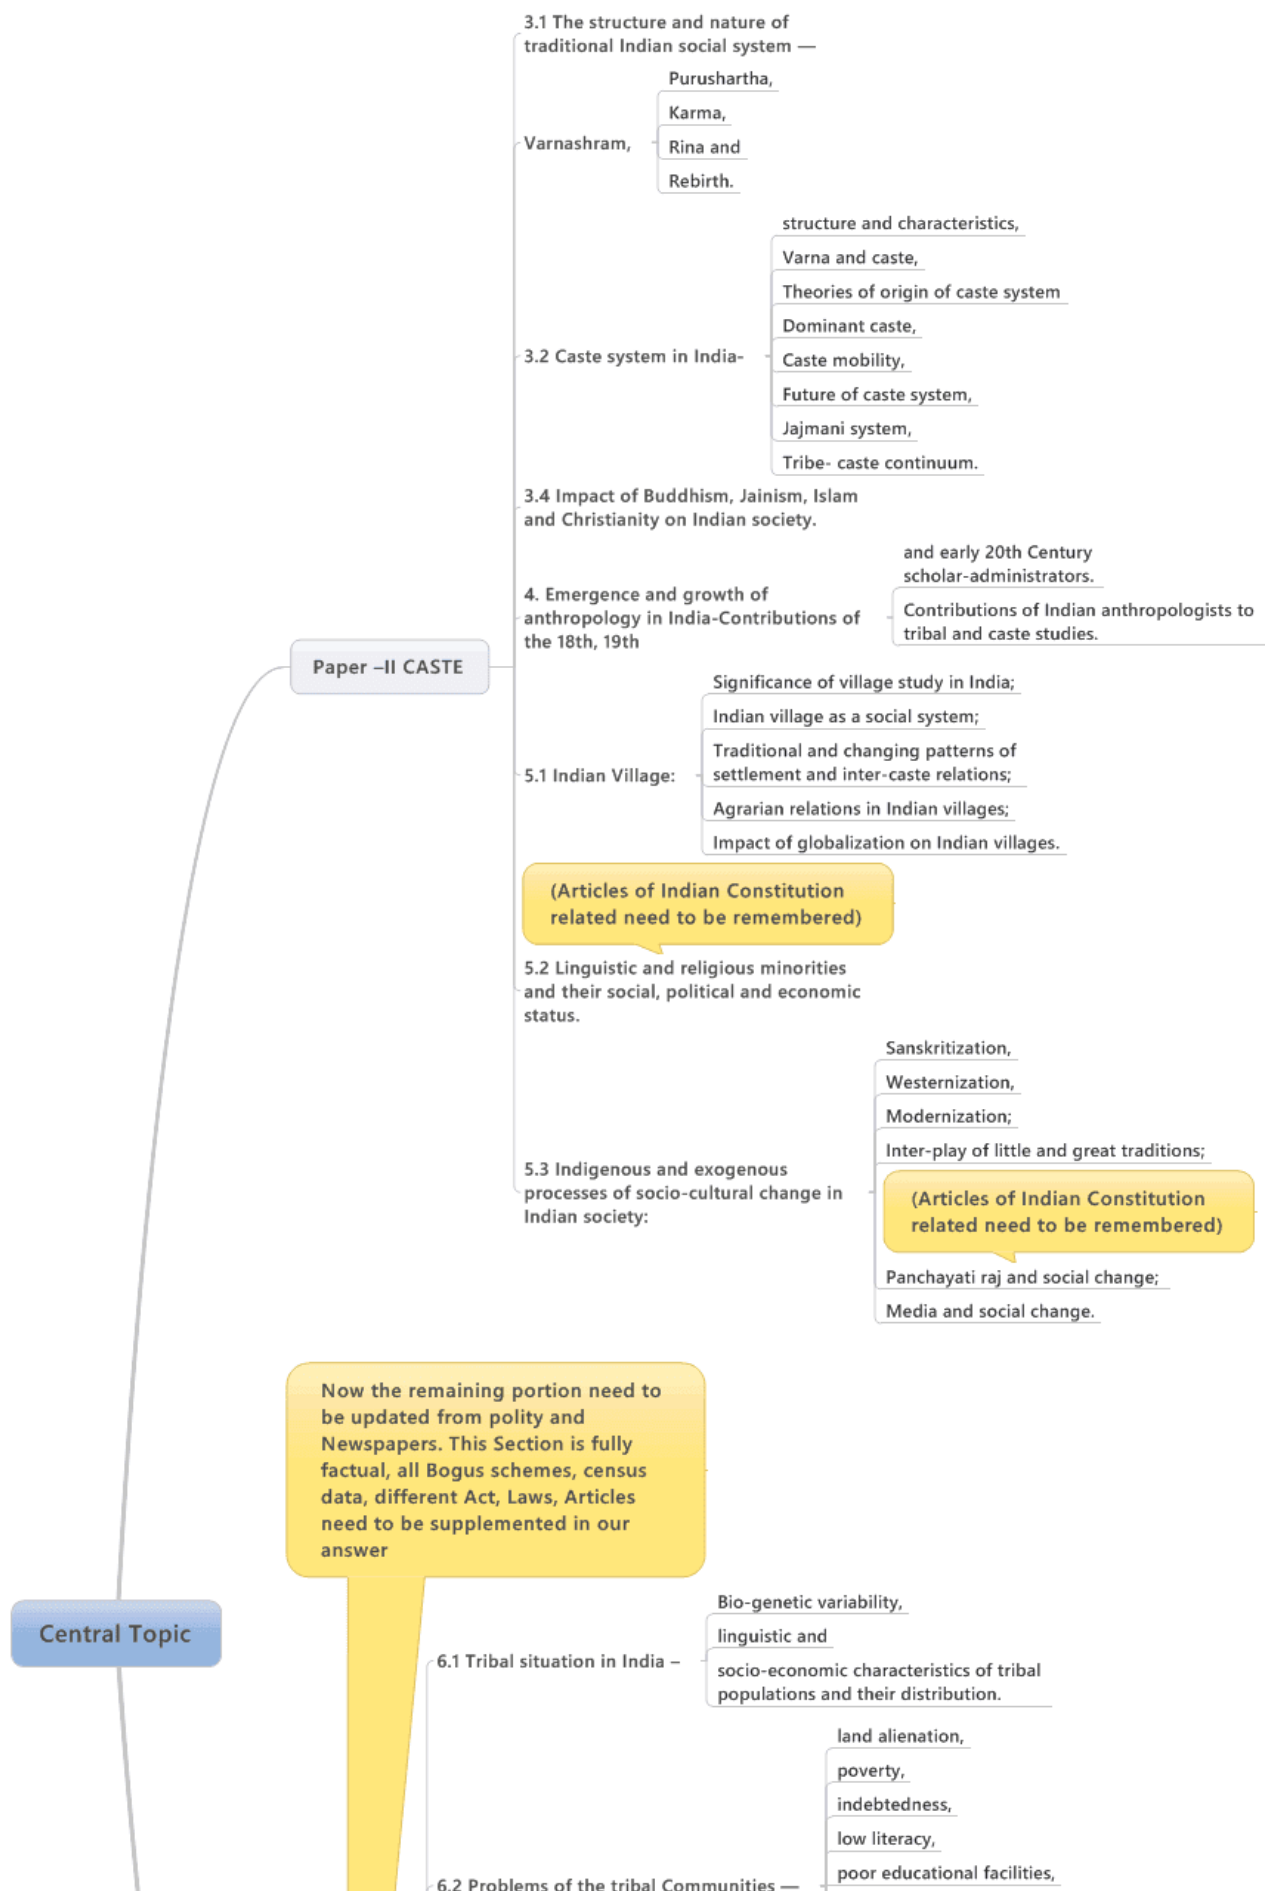 3.1 The structure and nature of
traditional Indian social system —
Varnashram,
Purushartha,
Karma,
Rina and
Rebirth.
3.2 Caste system in India-
structure and characteristics,
Varna and caste,
Theories of origin of caste system
Dominant caste,
Caste mobility,
Future of caste system,
Jajmani system,
Tribe- caste continuum.
3.4 Impact of Buddhism, Jainism, Islam
and Christianity on Indian society.
4. Emergence and growth of
anthropology in India-Contributions of
the 18th, 19th
and early 20th Century
scholar-administrators.
Contributions of Indian anthropologists to
tribal and caste studies.
Paper –II CASTE
5.1 Indian Village:
Significance of village study in India;
Indian village as a social system;
Traditional and changing patterns of
settlement and inter-caste relations;
Agrarian relations in Indian villages;
Impact of globalization on Indian villages.
(Articles of Indian Constitution
related need to be remembered)
5.2 Linguistic and religious minorities
and their social, political and economic
status.
5.3 Indigenous and exogenous
processes of socio-cultural change in
Indian society:
Sanskritization,
Westernization,
Modernization;
Inter-play of little and great traditions;
(Articles of Indian Constitution
related need to be remembered)
Panchayati raj and social change;
Media and social change.
Now the remaining portion need to
be updated from polity and
Newspapers. This Section is fully
factual, all Bogus schemes, census
data, different Act, Laws, Articles
need to be supplemented in our
answer
Central Topic
6.1 Tribal situation in India –
Bio-genetic variability,
linguistic and
socio-economic characteristics of tribal
populations and their distribution.
6.2 Problems of the tribal Communities —
land alienation,
poverty,
indebtedness,
low literacy,
poor educational facilities,